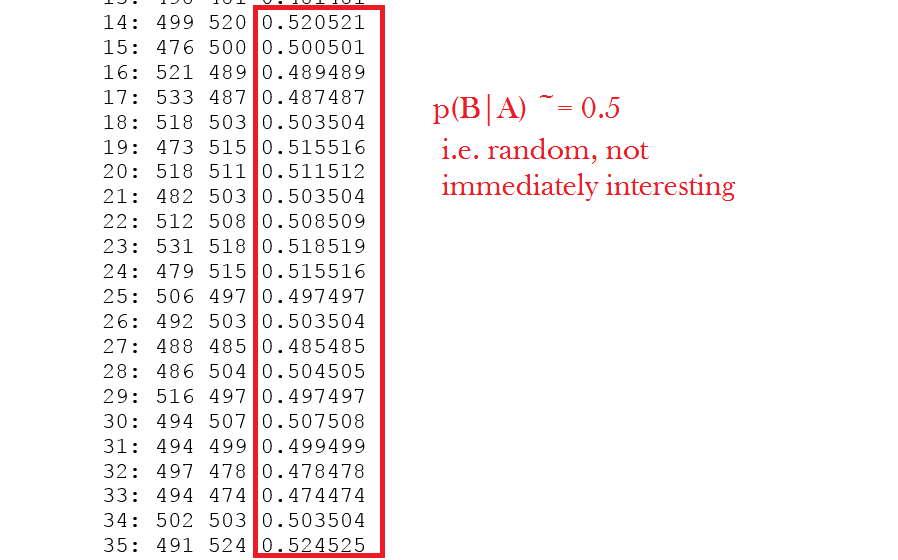 14: 499 520 0.520521
15: 476 500 0.500501
16: 521 489 0.489489
17: 533 487 0.487487
18: 518 503 0.503504
19: 473 515 0.515516
20: 518 511 0.511512
21: 482 503 0.503504
22: 512 508 0.508509
23: 531 518 0.518519
24: 479 515 0.515516
25: 506 497 0.497497
26: 492 503 0.503504
27: 488 485 0.485485
28: 486 504 0.504505
29: 516 497 0.497497
30: 494 507 0.507508
31: 494 499 0.499499
32: 497 478 0.478478
33: 494 474 0.474474
34: 502 503 0.503504
35: 491 524 0.524525
p(B|A) ~= 0.5
i.e. random, not
immediately interesting